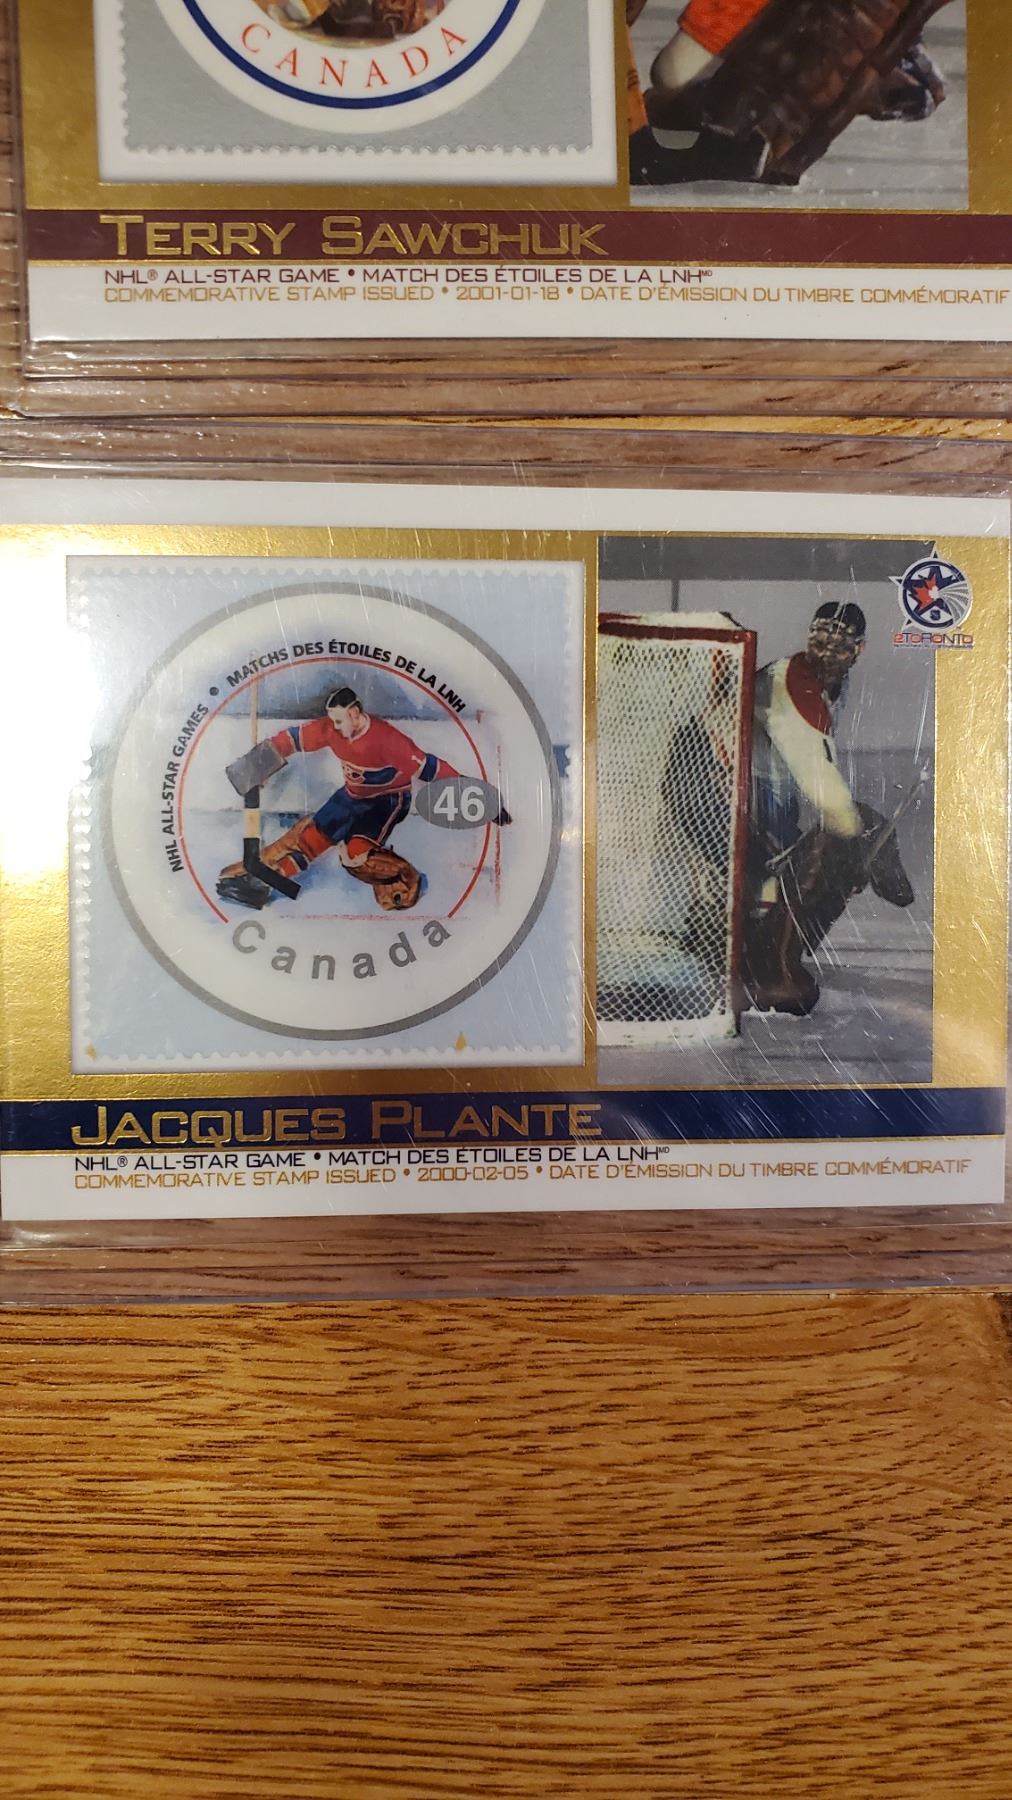 CANADA
TERRY SAWCHUK
NHL® ALL-STAR GAME • MATCH DES ÉTOILES DE LA LNHᴹᴰ
COMMEMORATIVE STAMP ISSUED • 2001-01-18 • DATE D'ÉMISSION DU TIMBRE COMMÉMORATIF
NHL ALL-STAR GAMES • MATCHS DES ÉTOILES DE LA LNH
46
Canada
TORONTO
JACQUES PLANTE
NHL® ALL-STAR GAME • MATCH DES ÉTOILES DE LA LNHᴹᴰ
COMMEMORATIVE STAMP ISSUED • 2000-02-05 • DATE D'ÉMISSION DU TIMBRE COMMÉMORATIF